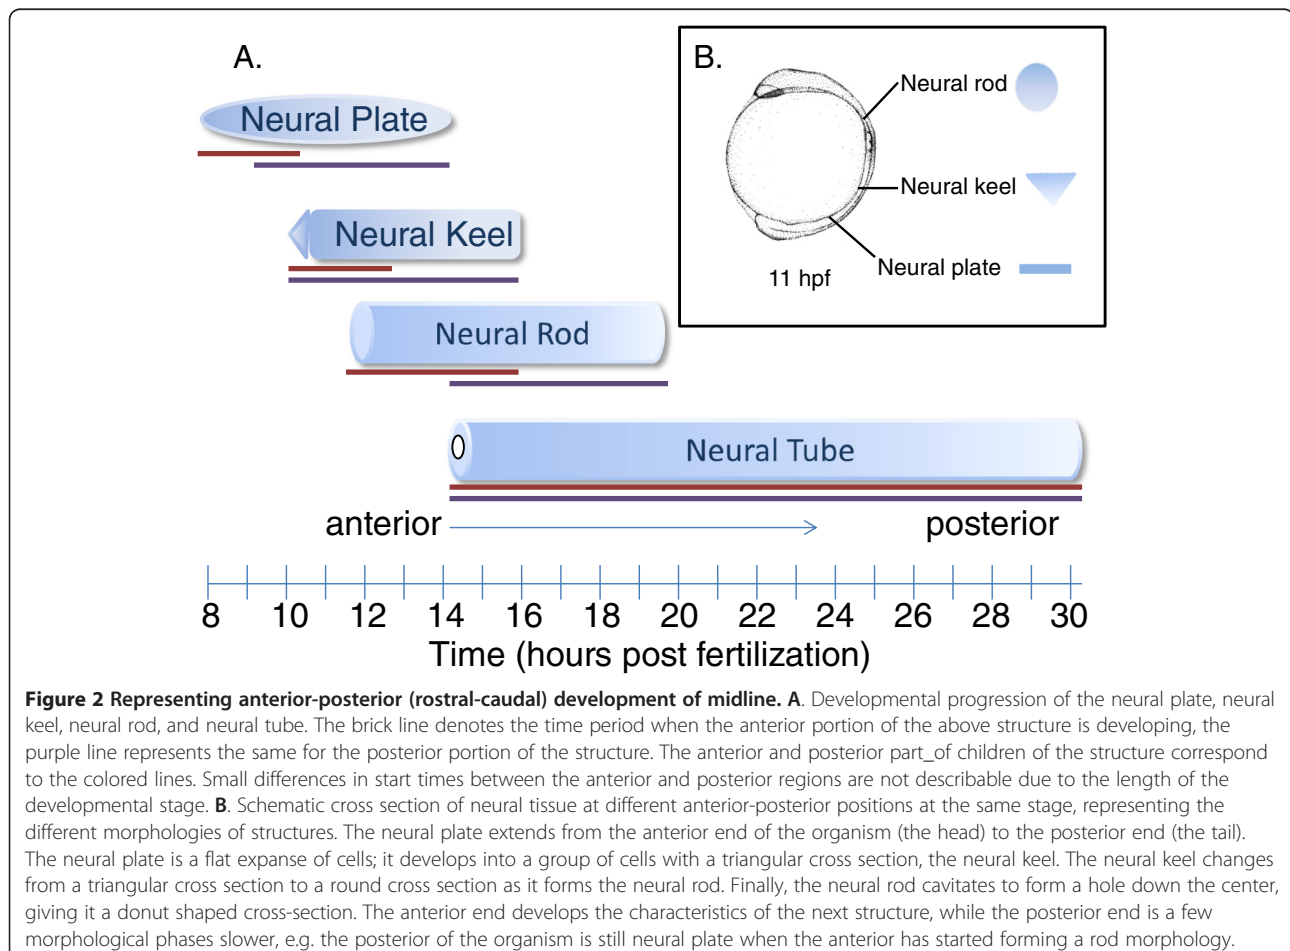 A.
Neural Plate
Neural Keel
Neural Rod
Neural Tube
anterior
posterior
8 10 12 14 16 18 20 22 24 26 28 30
Time (hours post fertilization)
B.
Neural rod
Neural keel
Neural plate
11 hpf
Figure 2 Representing anterior-posterior (rostral-caudal) development of midline. A. Developmental progression of the neural plate, neural
keel, neural rod, and neural tube. The brick line denotes the time period when the anterior portion of the above structure is developing, the
purple line represents the same for the posterior portion of the structure. The anterior and posterior part_of children of the structure correspond
to the colored lines. Small differences in start times between the anterior and posterior regions are not describable due to the length of the
developmental stage. B. Schematic cross section of neural tissue at different anterior-posterior positions at the same stage, representing the
different morphologies of structures. The neural plate extends from the anterior end of the organism (the head) to the posterior end (the tail).
The neural plate is a flat expanse of cells; it develops into a group of cells with a triangular cross section, the neural keel. The neural keel changes
from a triangular cross section to a round cross section as it forms the neural rod. Finally, the neural rod cavitates to form a hole down the center,
giving it a donut shaped cross-section. The anterior end develops the characteristics of the next structure, while the posterior end is a few
morphological phases slower, e.g. the posterior of the organism is still neural plate when the anterior has started forming a rod morphology.